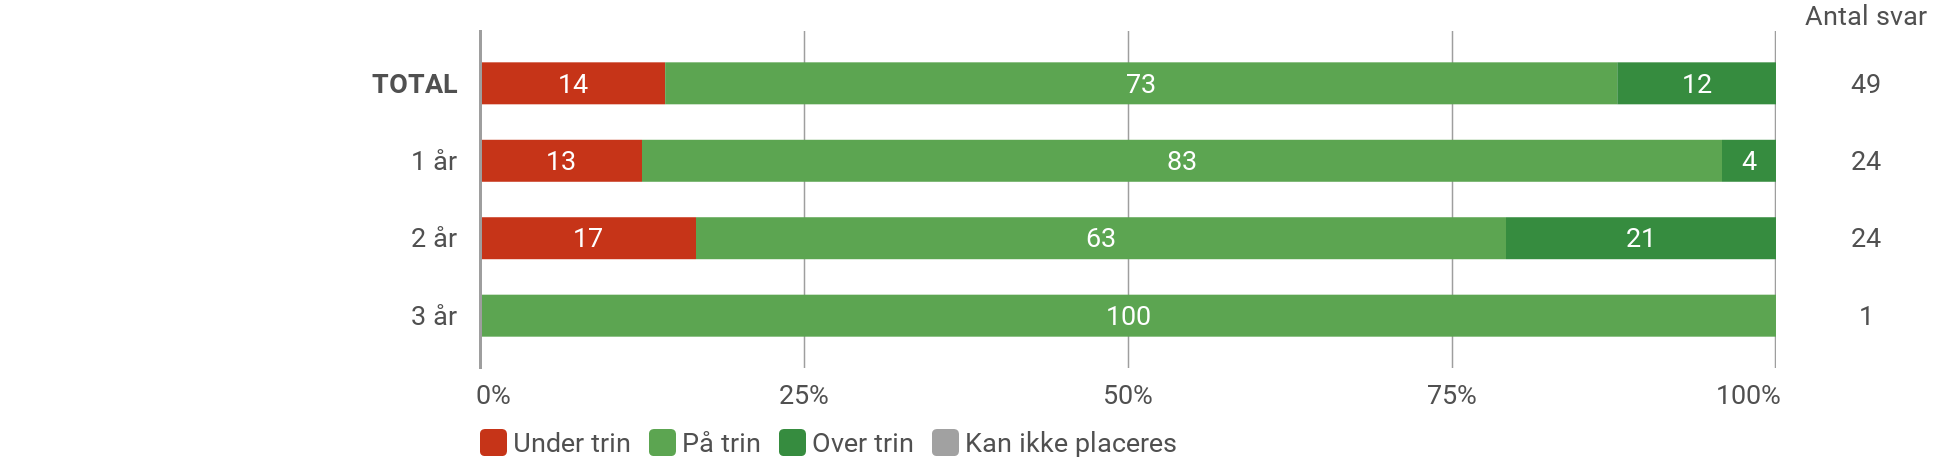 Antal svar
TOTAL 14 73 12 49
1 år 13 83 4 24
2 år 17 63 21 24
3 år 100 1
0% 25% 50% 75% 100%
Under trin På trin Over trin Kan ikke placeres